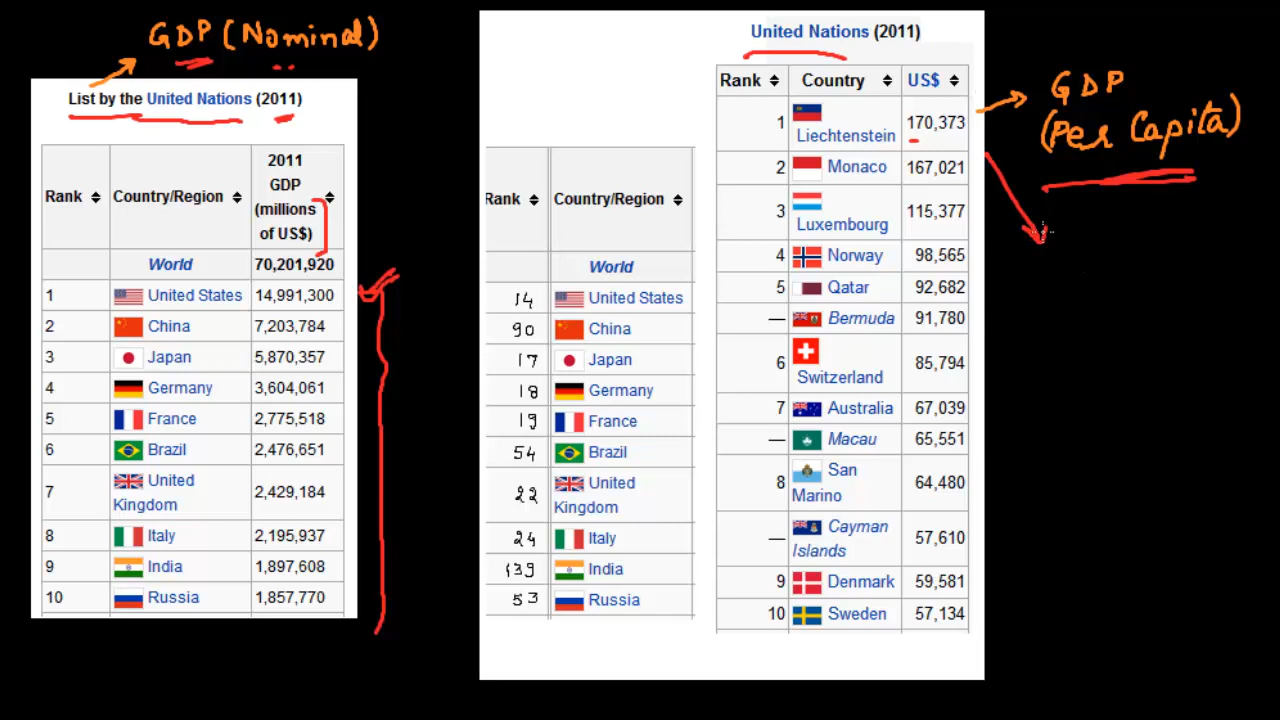 GDP (Nominal)
List by the United Nations (2011)
Rank Country/Region 2011
GDP
(millions
of US$)
World 70,201,920
1 United States 14,991,300
2 China 7,203,784
3 Japan 5,870,357
4 Germany 3,604,061
5 France 2,775,518
6 Brazil 2,476,651
7 United
Kingdom 2,429,184
8 Italy 2,195,937
9 India 1,897,608
10 Russia 1,857,770
Rank Country/Region
World
14 United States
90 China
17 Japan
18 Germany
19 France
54 Brazil
22 United
Kingdom
24 Italy
139 India
53 Russia
United Nations (2011)
Rank Country US$
1 Liechtenstein 170,373
2 Monaco 167,021
3 Luxembourg 115,377
4 Norway 98,565
5 Qatar 92,682
— Bermuda 91,780
6 Switzerland 85,794
7 Australia 67,039
— Macau 65,551
8 San
Marino 64,480
— Cayman
Islands 57,610
9 Denmark 59,581
10 Sweden 57,134
GDP
(Per Capita)